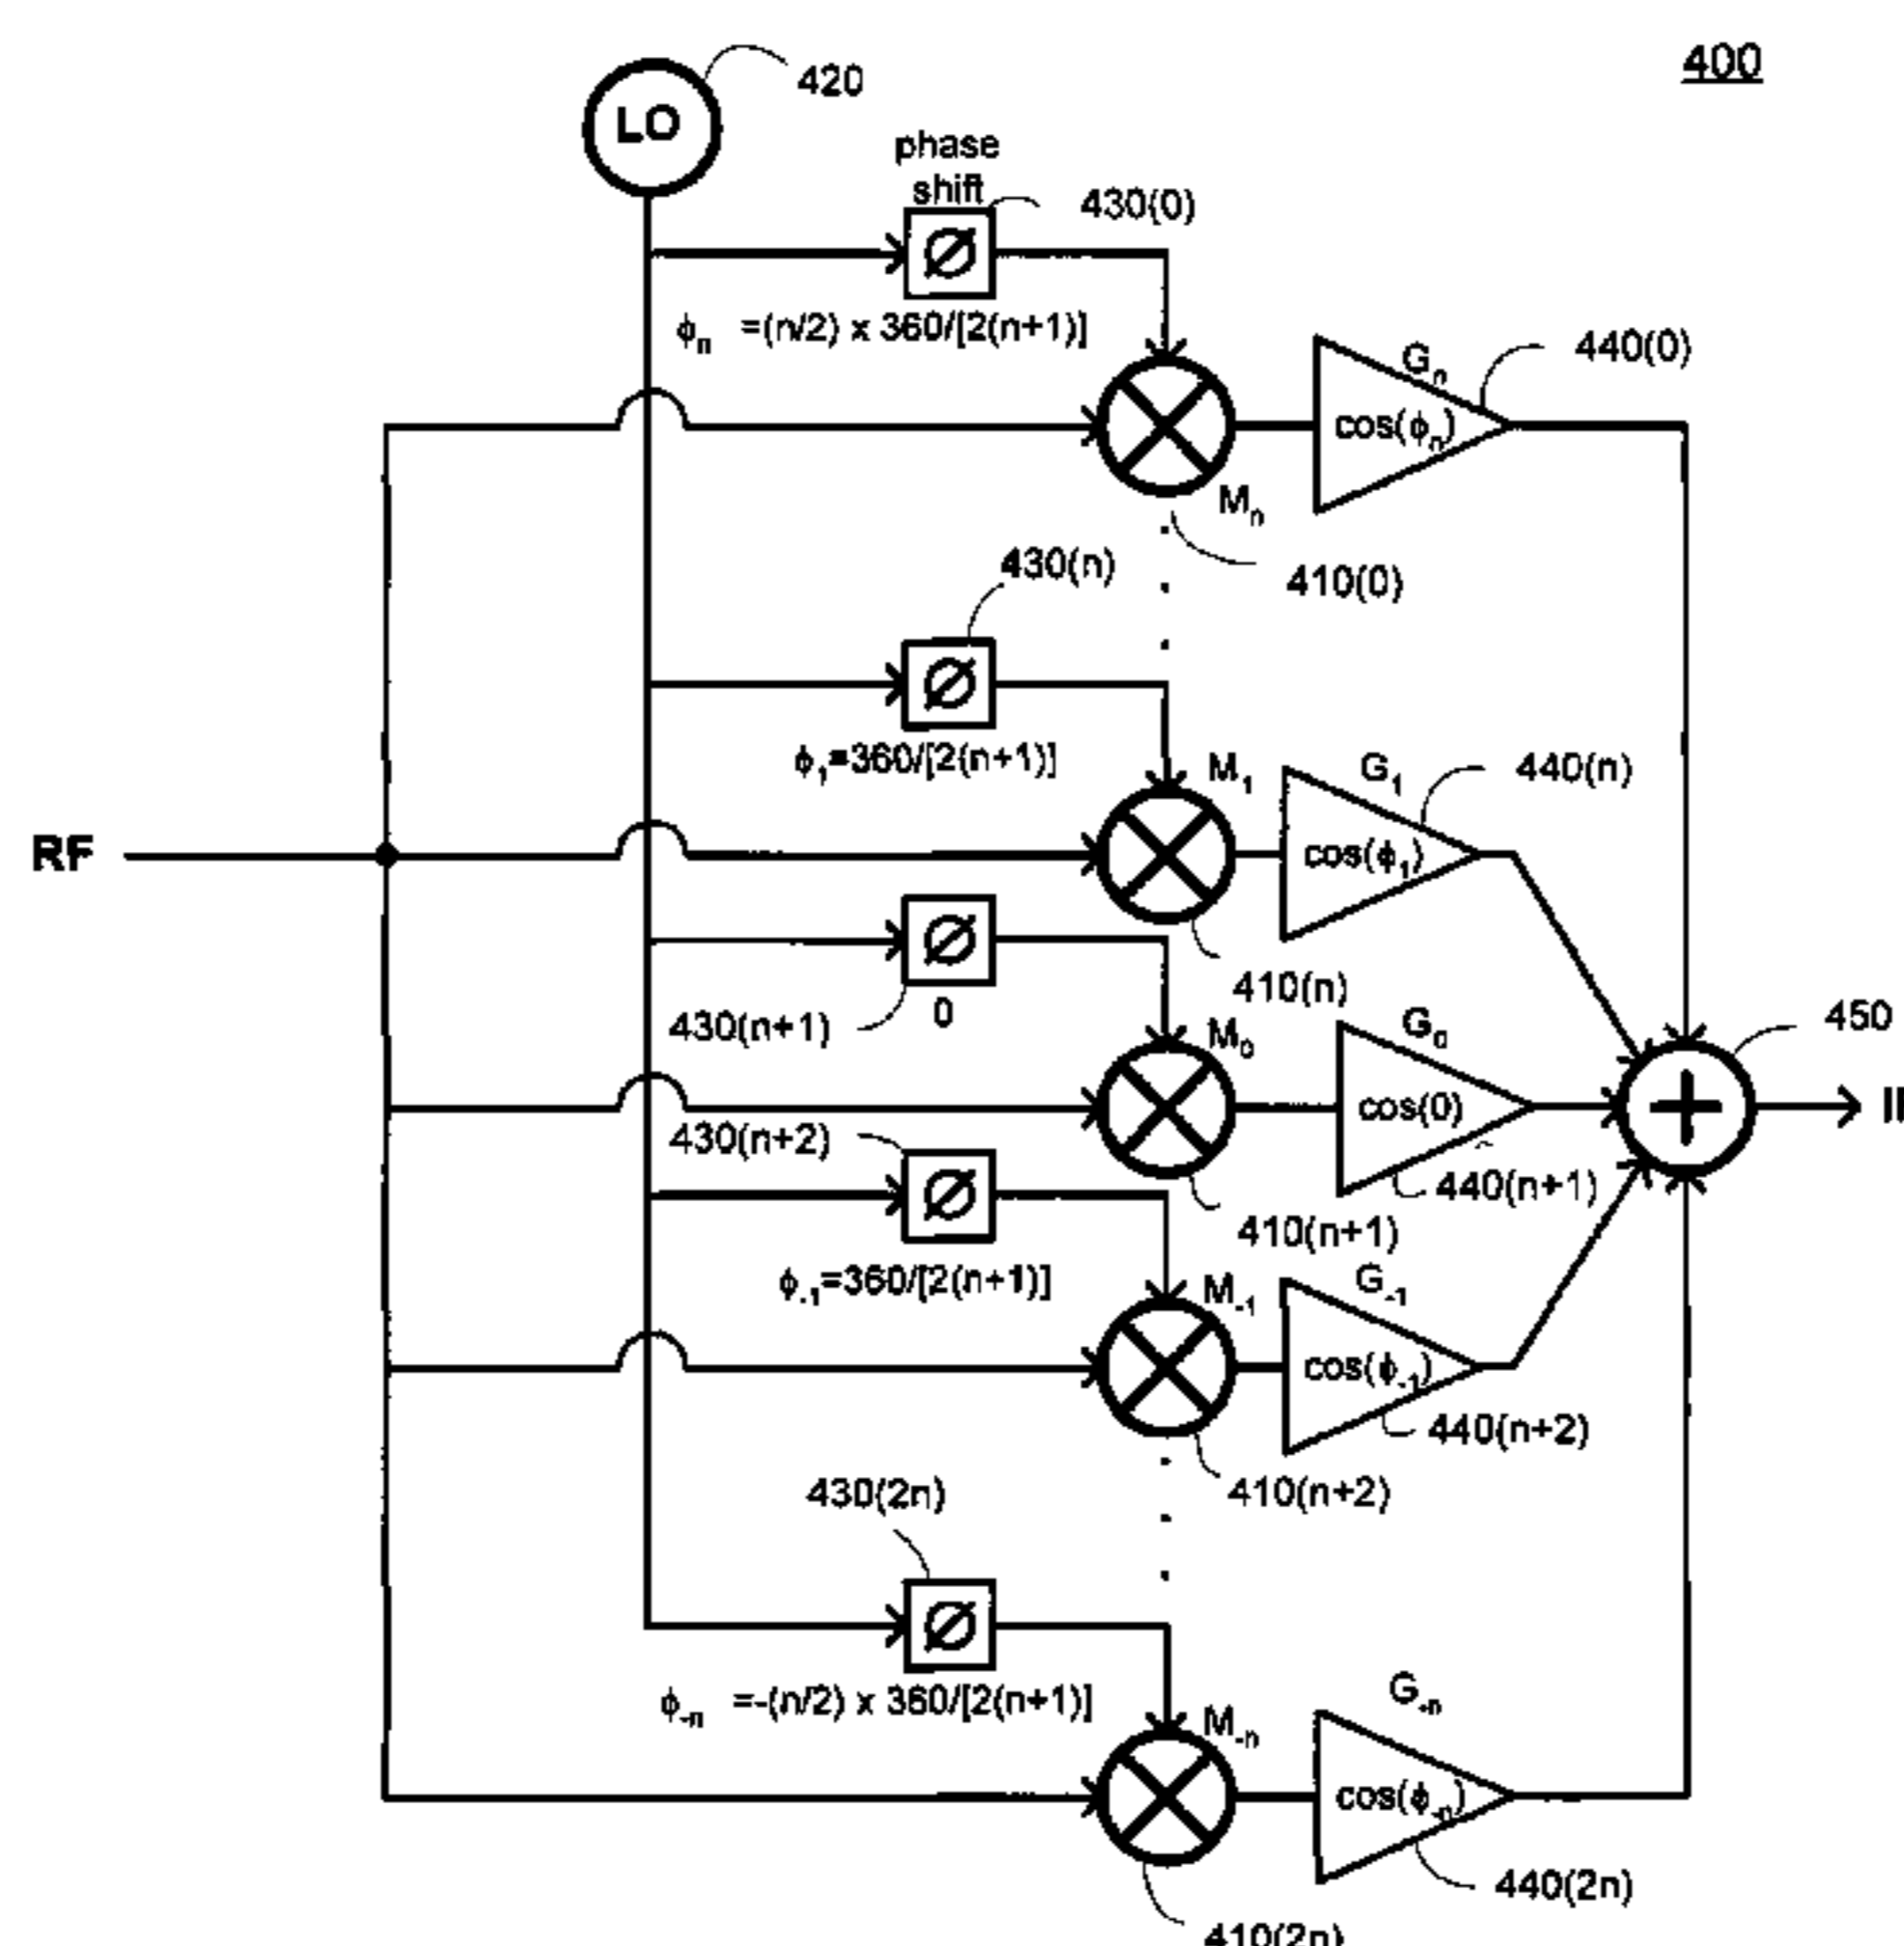 400
420
LO
phase
shift
430(0)
ϕn =(n/2) x 360/[2(n+1)]
Gn
440(0)
cos(ϕn)
Mn
410(0)
430(n)
ϕ1=360/[2(n+1)]
M1
G1
440(n)
RF
cos(ϕ1)
410(n)
430(n+1)
0
M0
G0
450
cos(0)
430(n+2)
440(n+1)
410(n+1)
ϕ-1=360/[2(n+1)]
M-1
G-1
cos(ϕ-1)
440(n+2)
410(n+2)
430(2n)
ϕ-n =-(n/2) x 360/[2(n+1)]
M-n
G-n
cos(ϕ-n)
440(2n)
410(2n)